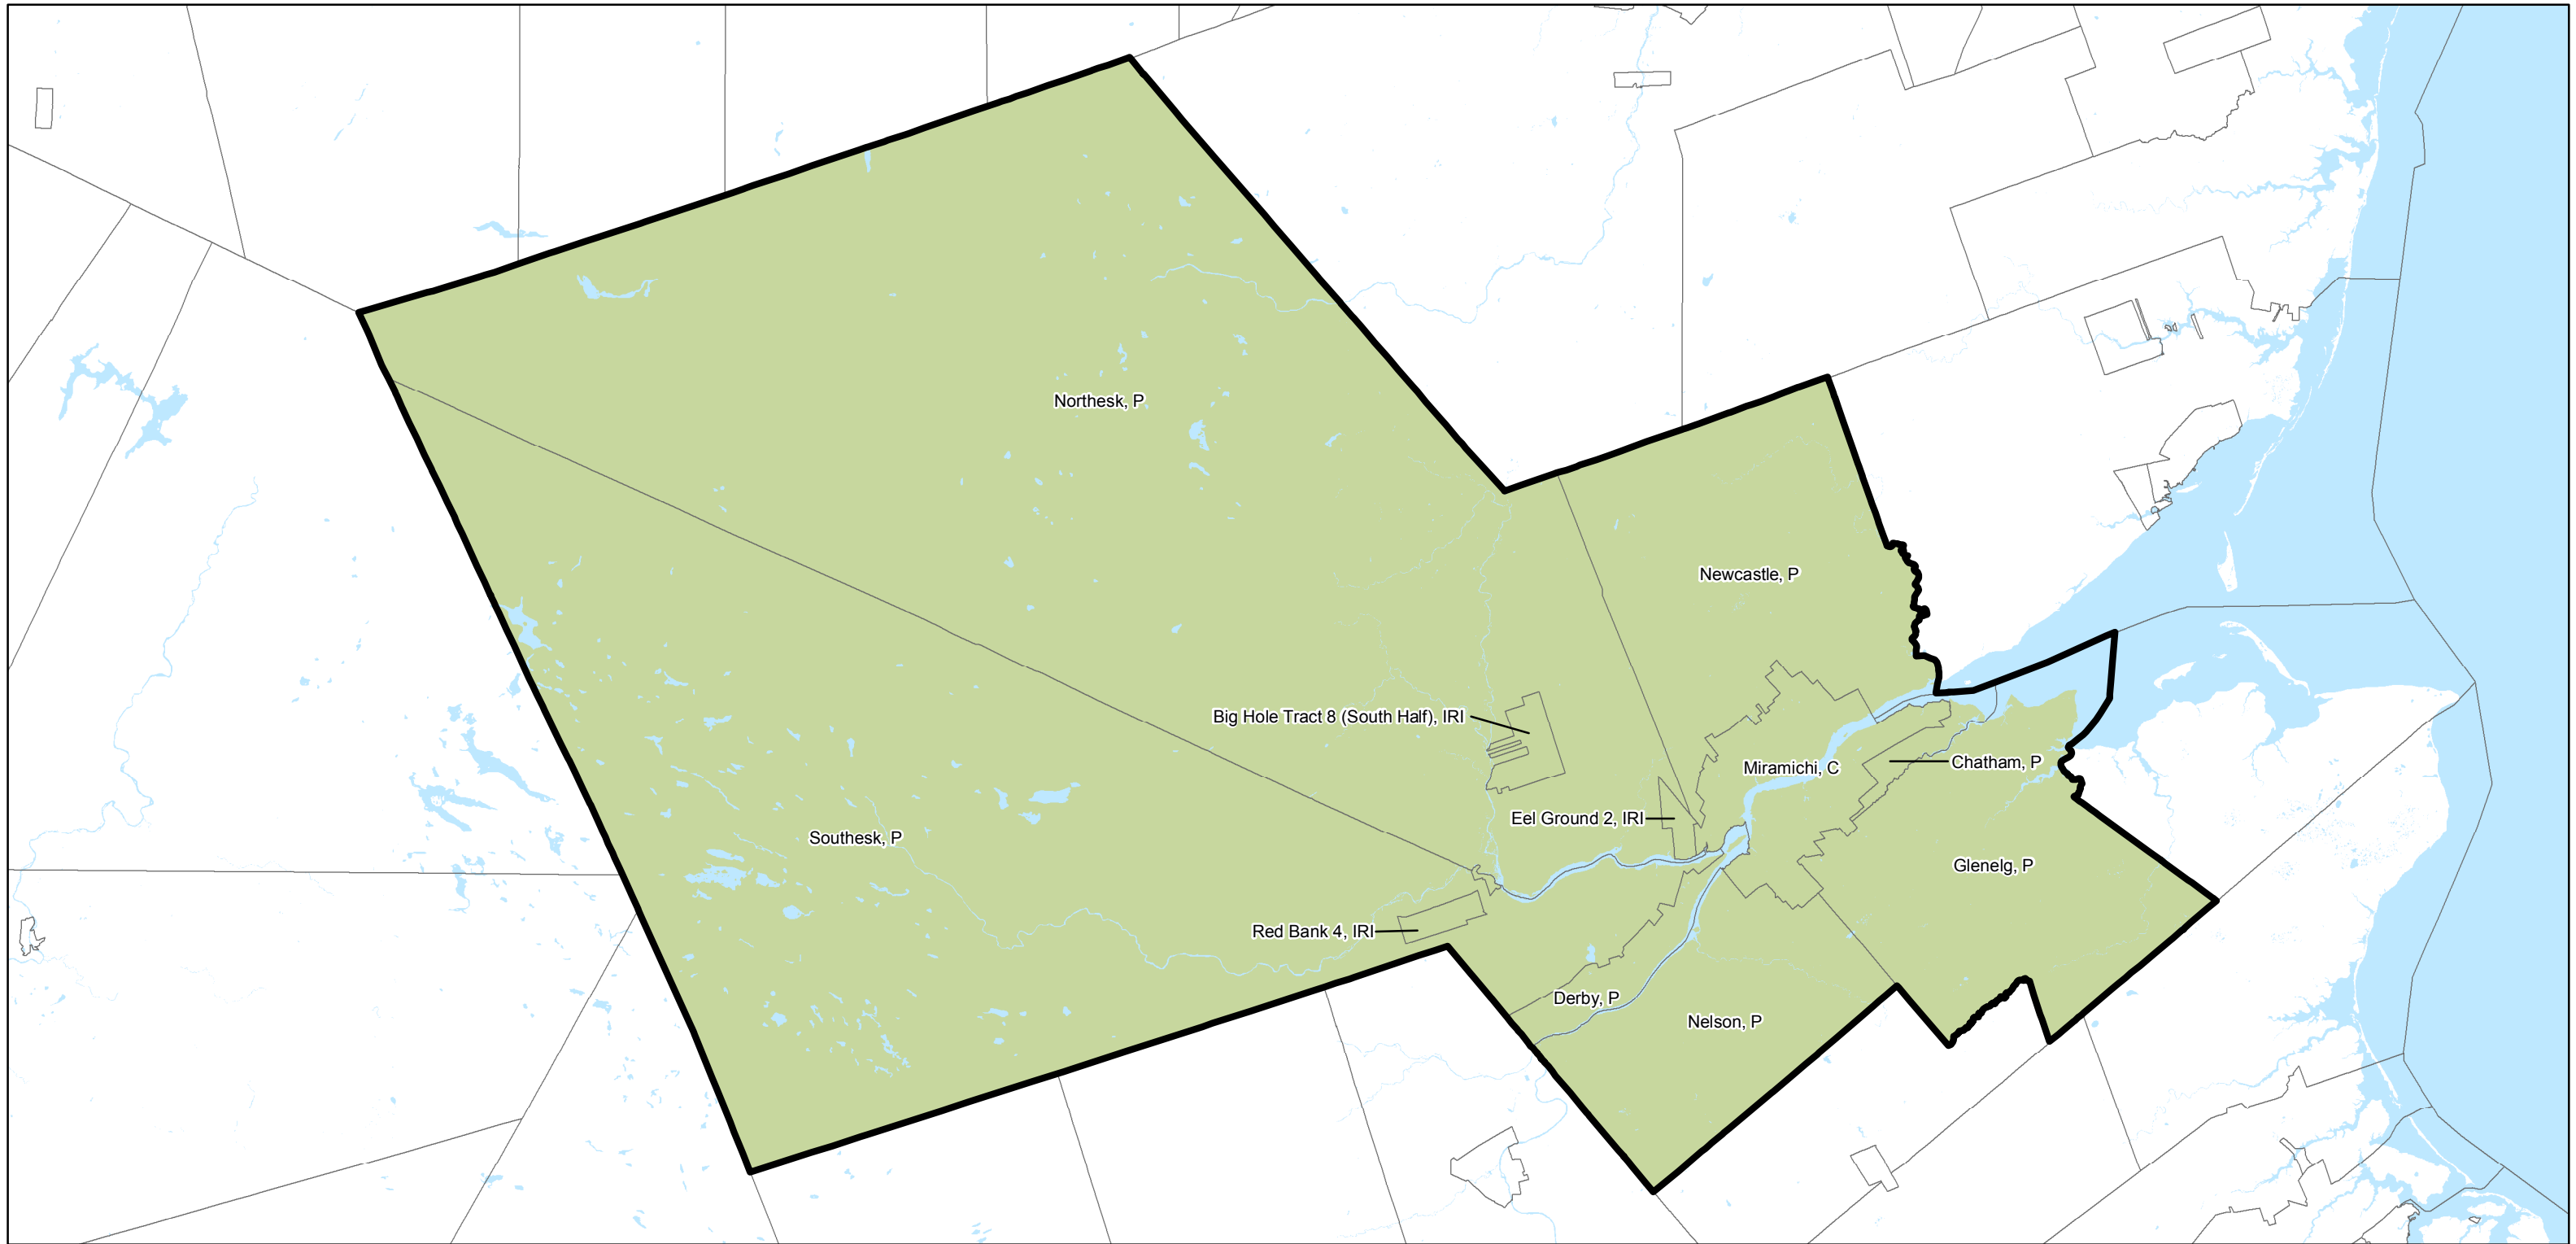 Northesk, P
Newcastle, P
Big Hole Tract 8 (South Half), IRI
Chatham, P
Miramichi, C
Eel Ground 2, IRI
Southesk, P
Glenelg, P
Red Bank 4, IRI
Derby, P
Nelson, P